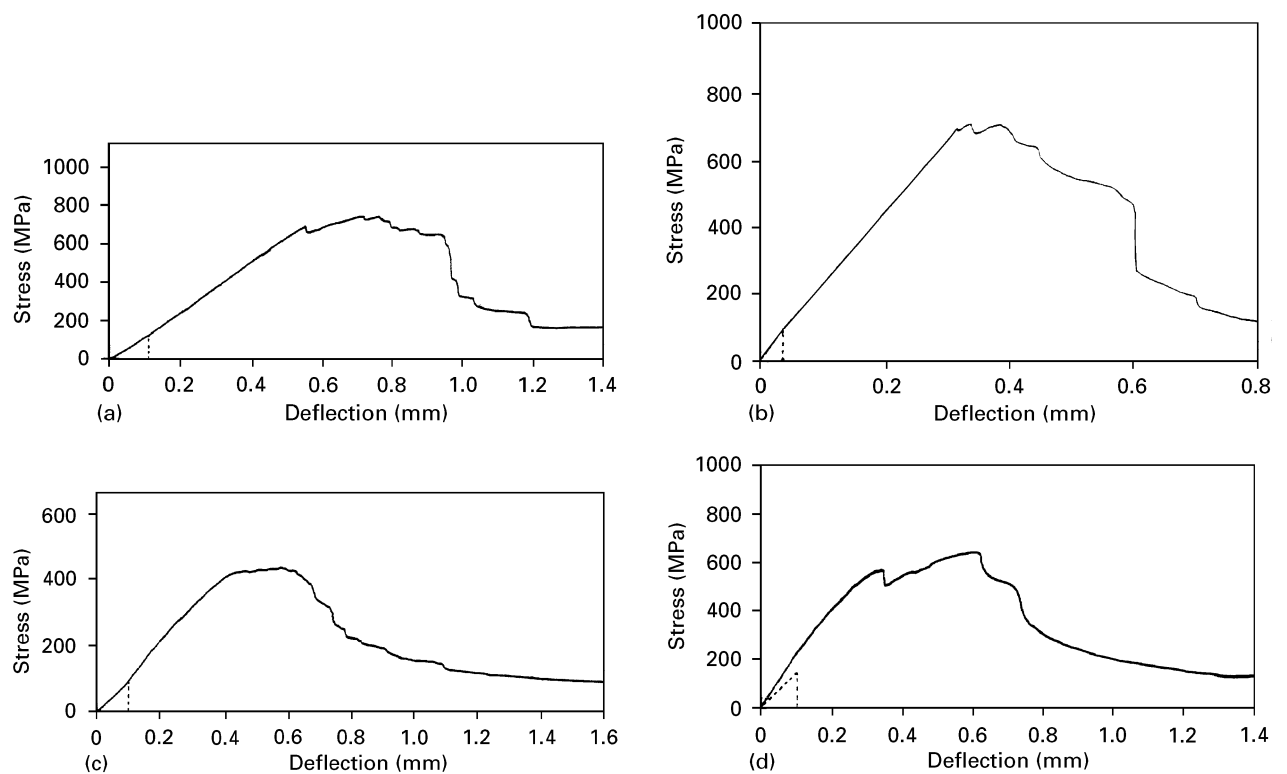 1000
800
600
400
200
0
Stress (MPa)
0 0.2 0.4 0.6 0.8 1.0 1.2 1.4
(a) Deflection (mm)
1000
800
600
400
200
0
Stress (MPa)
0 0.2 0.4 0.6 0.8
(b) Deflection (mm)
600
400
200
0
Stress (MPa)
0 0.2 0.4 0.6 0.8 1.0 1.2 1.4 1.6
(c) Deflection (mm)
1000
800
600
400
200
0
Stress (MPa)
0 0.2 0.4 0.6 0.8 1.0 1.2 1.4
(d) Deflection (mm)